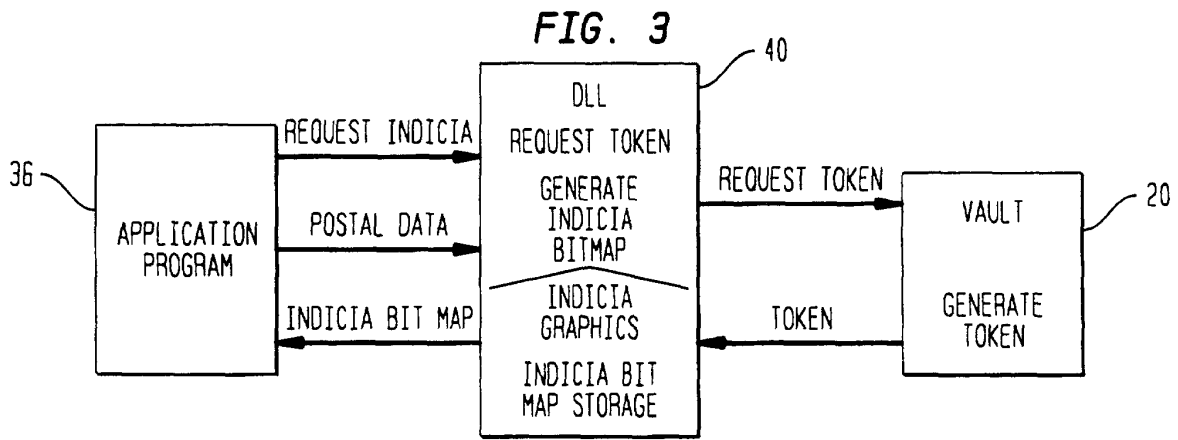 FIG. 3
40
DLL
REQUEST TOKEN
GENERATE
INDICIA
BITMAP
INDICIA
GRAPHICS
INDICIA BIT
MAP STORAGE
36
APPLICATION
PROGRAM
REQUEST INDICIA
POSTAL DATA
INDICIA BIT MAP
REQUEST TOKEN
TOKEN
20
VAULT
GENERATE
TOKEN